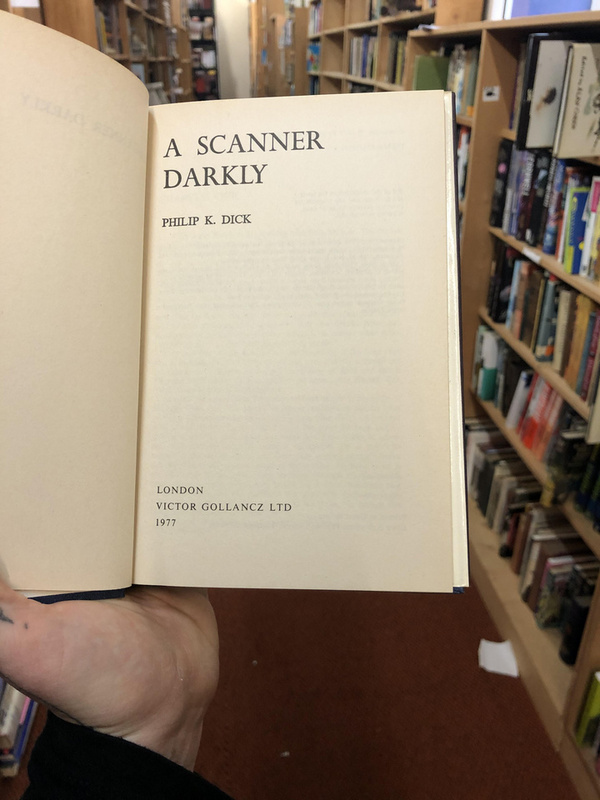 A SCANNER
DARKLY
PHILIP K. DICK
LONDON
VICTOR GOLLANCZ LTD
1977